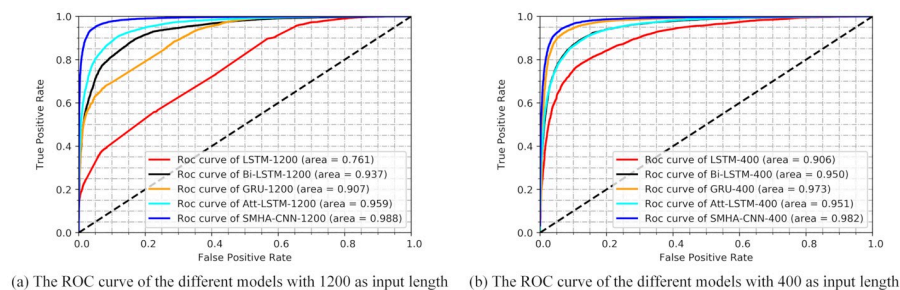 1.0
0.8
0.6
0.4
0.2
0.0
True Positive Rate
Roc curve of LSTM-1200 (area = 0.761)
Roc curve of Bi-LSTM-1200 (area = 0.937)
Roc curve of GRU-1200 (area = 0.907)
Roc curve of Att-LSTM-1200 (area = 0.959)
Roc curve of SMHA-CNN-1200 (area = 0.988)
0.0 0.2 0.4 0.6 0.8 1.0
False Positive Rate
(a) The ROC curve of the different models with 1200 as input length
1.0
0.8
0.6
0.4
0.2
0.0
True Positive Rate
Roc curve of LSTM-400 (area = 0.906)
Roc curve of Bi-LSTM-400 (area = 0.950)
Roc curve of GRU-400 (area = 0.973)
Roc curve of Att-LSTM-400 (area = 0.951)
Roc curve of SMHA-CNN-400 (area = 0.982)
0.0 0.2 0.4 0.6 0.8 1.0
False Positive Rate
(b) The ROC curve of the different models with 400 as input length